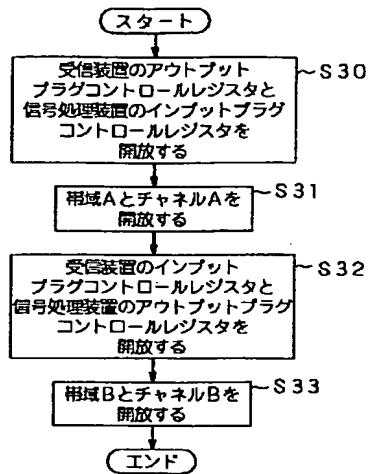 スタート
受信装置のアウトプット
プラグコントロールレジスタと
信号処理装置のインプットプラグ
コントロールレジスタを
開放する
S30
帯域AとチャネルAを
開放する
S31
受信装置のインプット
プラグコントロールレジスタと
信号処理装置のアウトプットプラグ
コントロールレジスタを
開放する
S32
帯域BとチャネルBを
開放する
S33
エンド